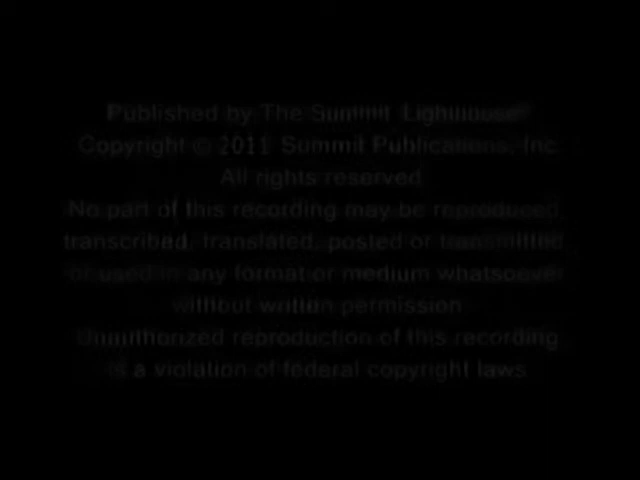 Published by The Summit Lighthouse®
Copyright © 2011 Summit Publications, Inc.
All rights reserved
No part of this recording may be reproduced,
transcribed, translated, posted or transmitted,
or used in any format or medium whatsoever
without written permission
Unauthorized reproduction of this recording
is a violation of federal copyright laws